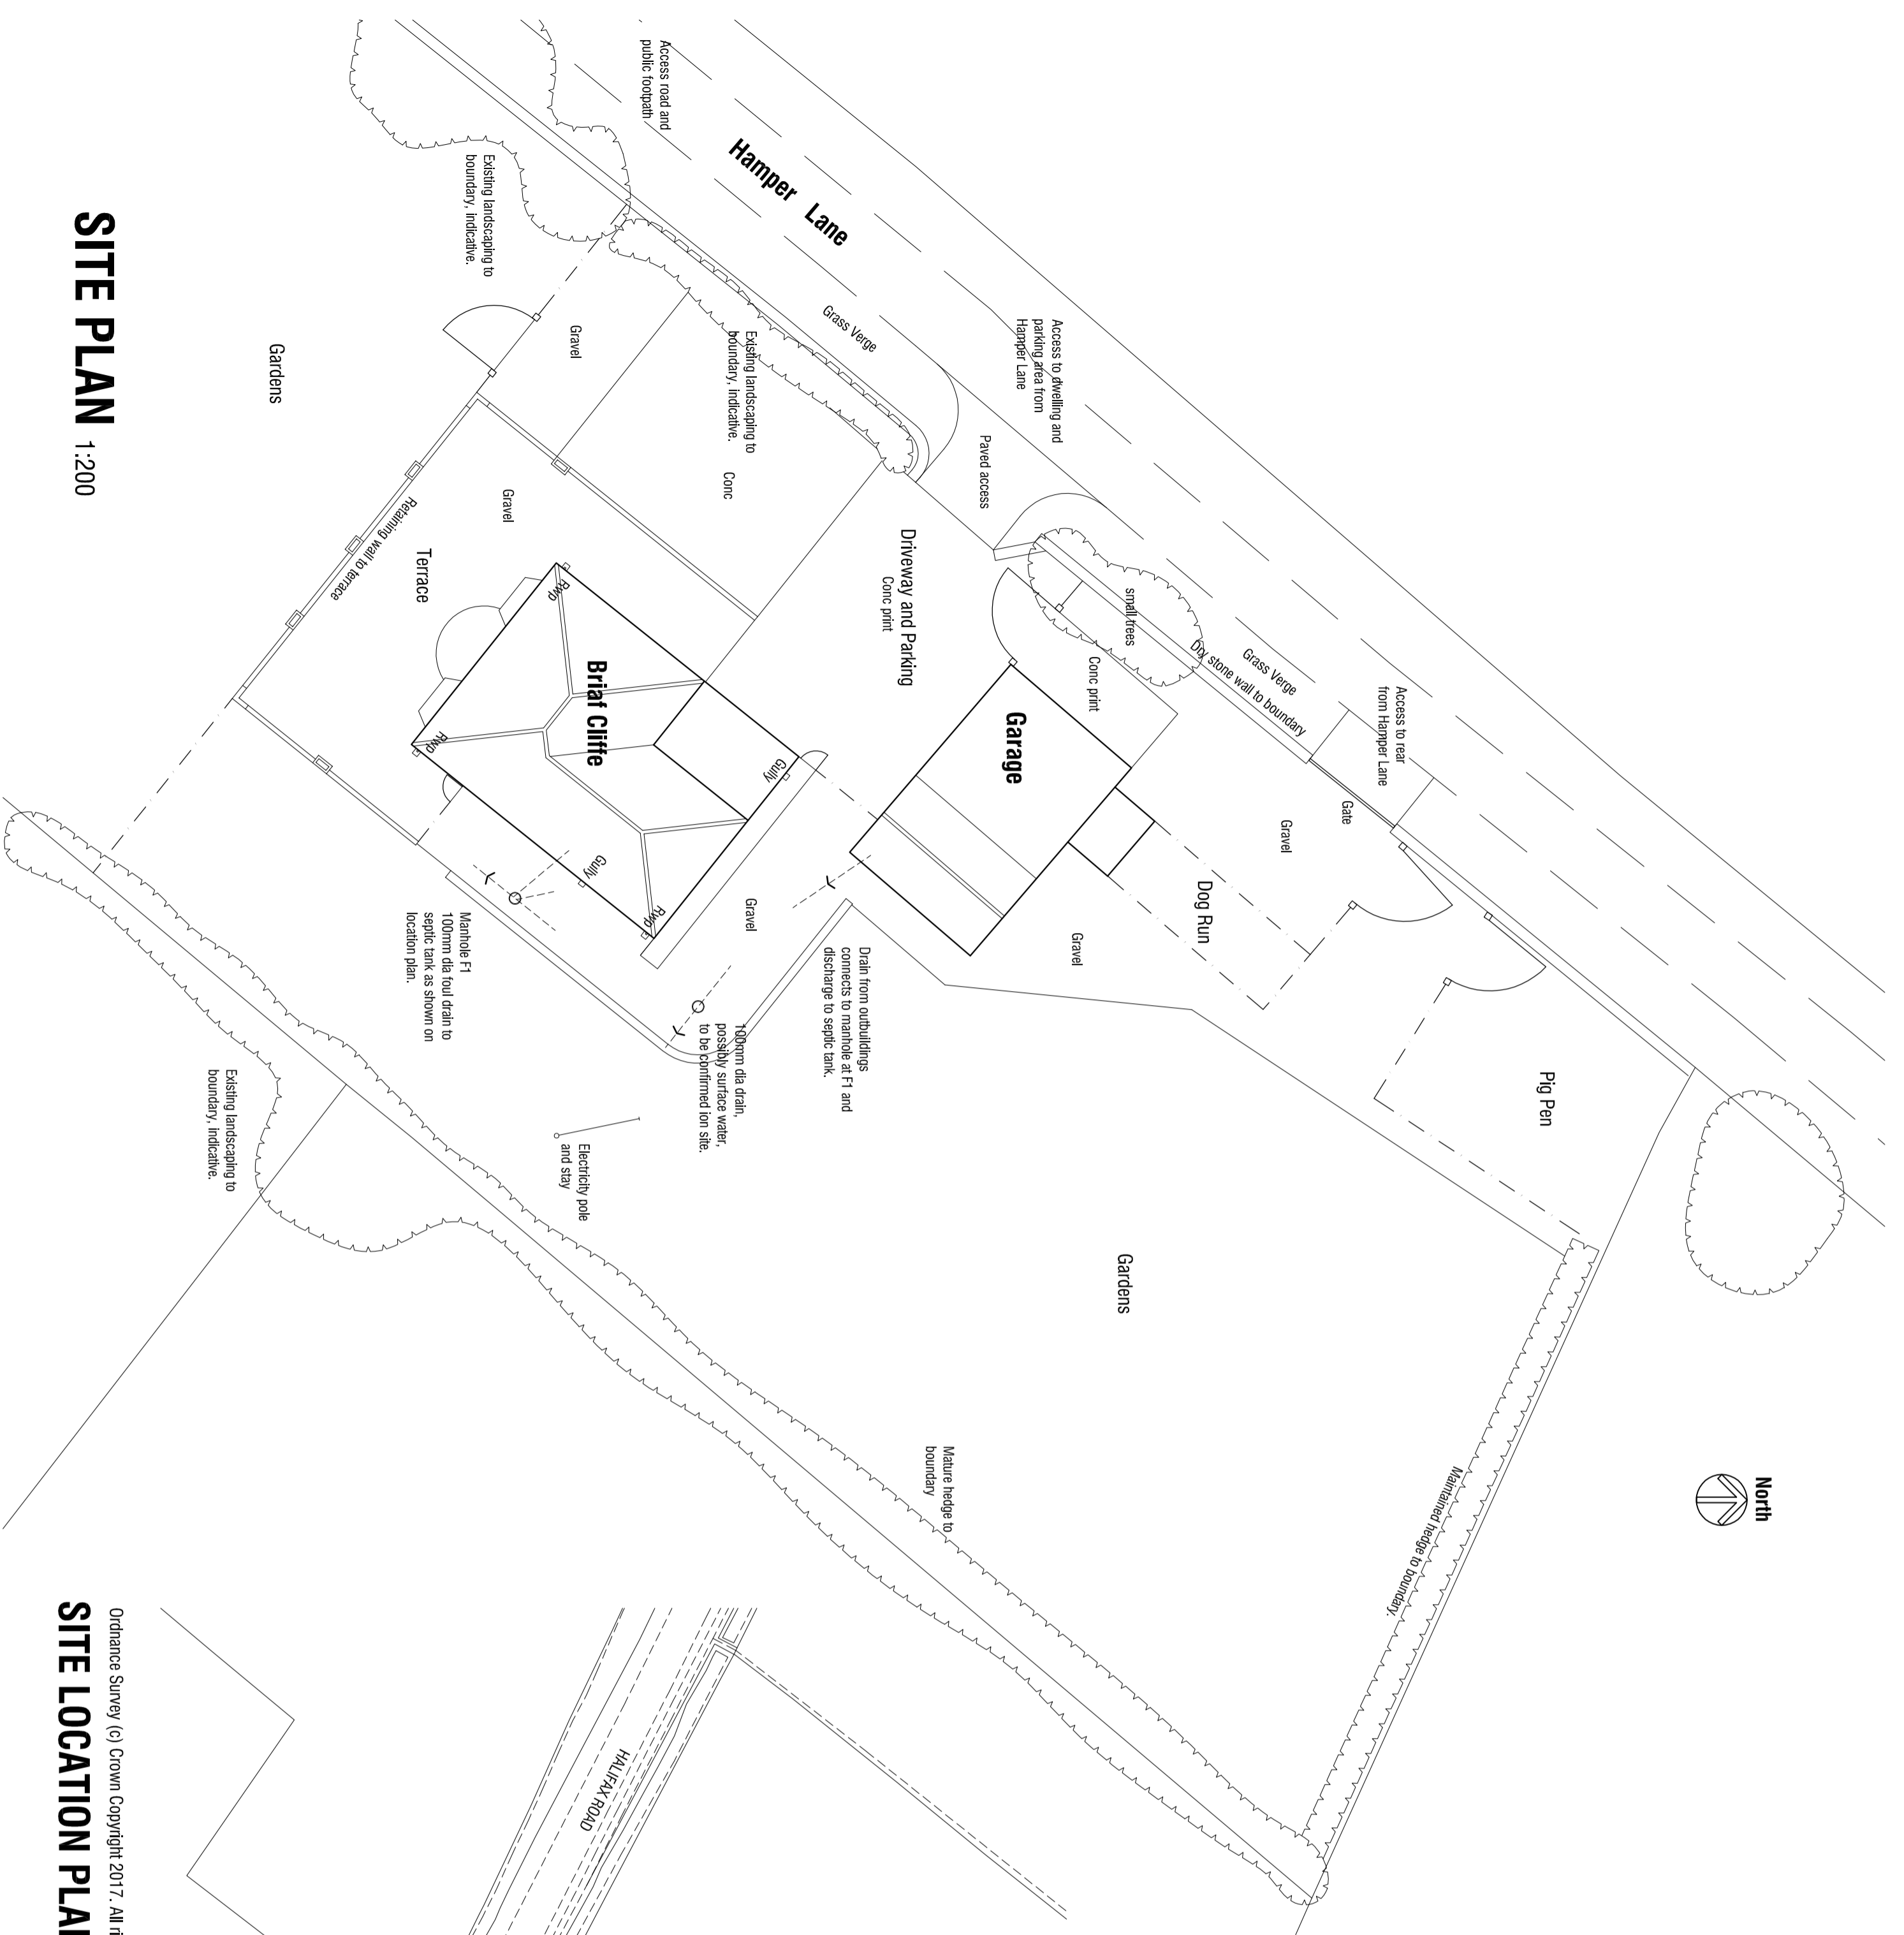 North
Hamper Lane
Access road and
public footpath
Access to dwelling and
parking area from
Hamper Lane
Access to rear
from Hamper Lane
Grass Verge
Grass Verge
Paved access
small trees
Dry stone wall to boundary
Gate
Gravel
Pig Pen
Dog Run
Conc print
Garage
Gravel
Maintained hedge to boundary.
Gardens
Driveway and Parking
Conc print
Existing landscaping to
boundary, indicative.
Conc
Gravel
Existing landscaping to
boundary, indicative.
Gravel
Terrace
Retaining wall to terrace
Rwp
Rwp
Rwp
Gully
Gully
Briar Cliffe
Gravel
Drain from outbuildings
connects to manhole at F1 and
discharge to septic tank.
100mm dia drain,
possibly surface water,
to be confirmed ion site.
Manhole F1
100mm dia foul drain to
septic tank as shown on
location plan.
Electricity pole
and stay
Mature hedge to
boundary
Existing landscaping to
boundary, indicative.
Gardens
SITE PLAN 1:200
HALIFAX ROAD
Ordnance Survey (c) Crown Copyright 2017. All ri
SITE LOCATION PLAN